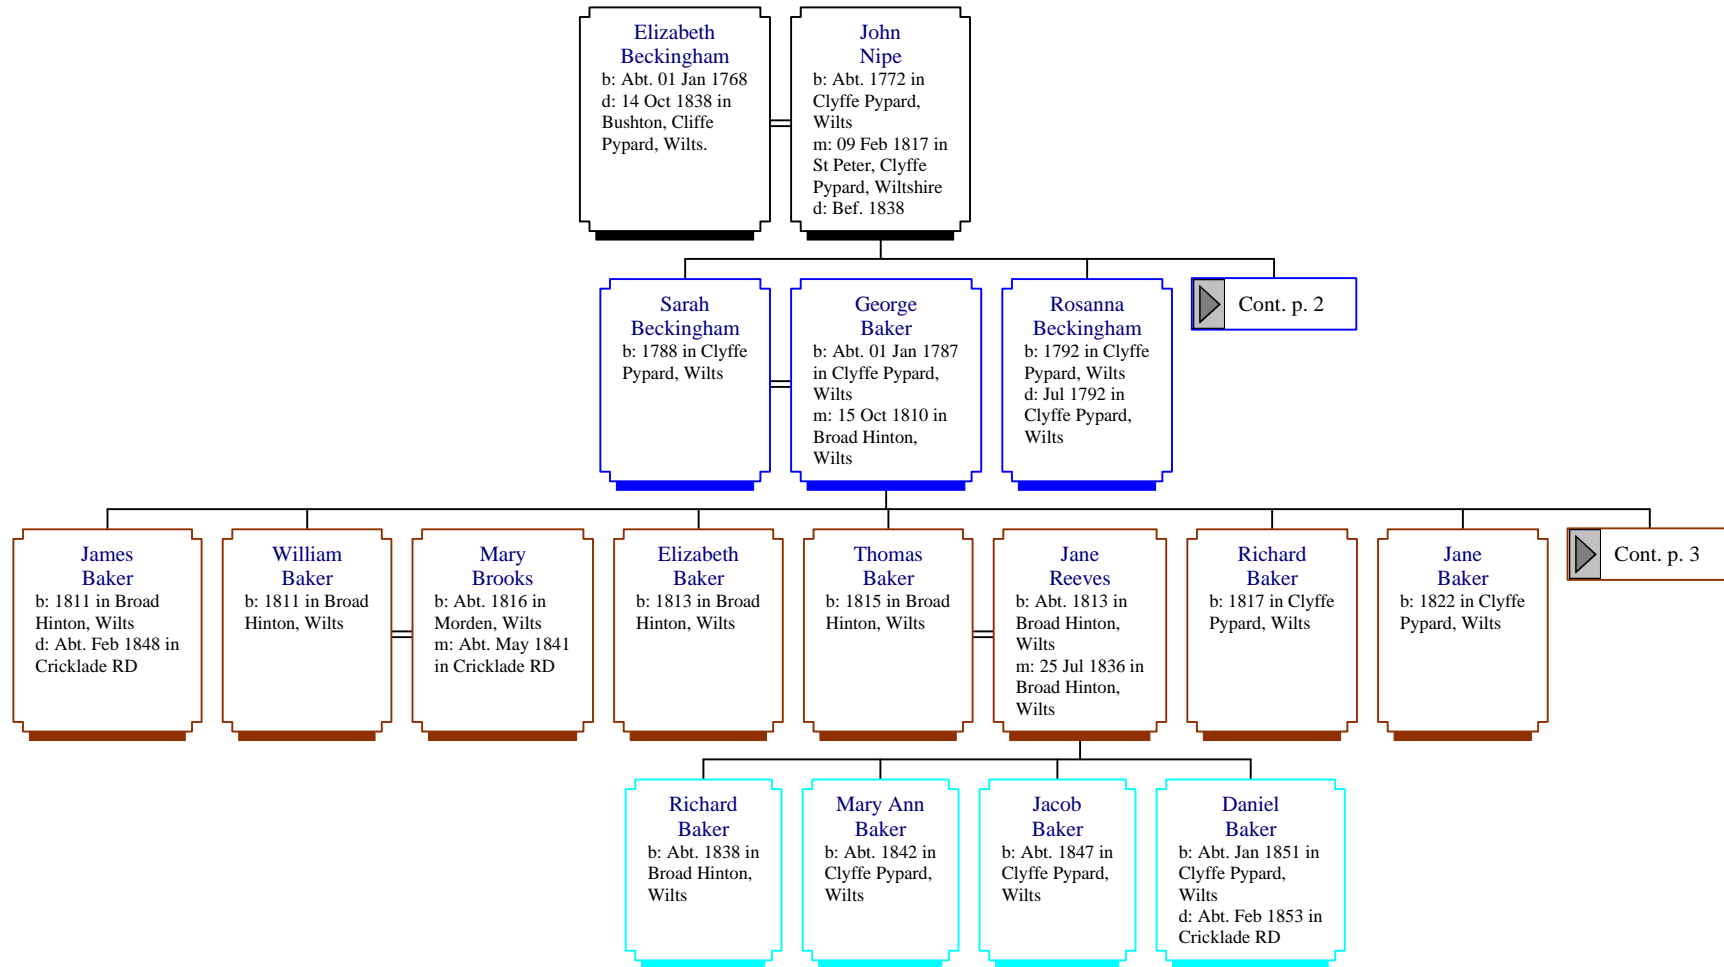 Elizabeth
Beckingham
b: Abt. 01 Jan 1768
d: 14 Oct 1838 in
Bushton, Cliffe
Pypard, Wilts.
John
Nipe
b: Abt. 1772 in
Clyffe Pypard,
Wilts
m: 09 Feb 1817 in
St Peter, Clyffe
Pypard, Wiltshire
d: Bef. 1838
Sarah
Beckingham
b: 1788 in Clyffe
Pypard, Wilts
George
Baker
b: Abt. 01 Jan 1787
in Clyffe Pypard,
Wilts
m: 15 Oct 1810 in
Broad Hinton,
Wilts
Rosanna
Beckingham
b: 1792 in Clyffe
Pypard, Wilts
d: Jul 1792 in
Clyffe Pypard,
Wilts
Cont. p. 2
James
Baker
b: 1811 in Broad
Hinton, Wilts
d: Abt. Feb 1848 in
Cricklade RD
William
Baker
b: 1811 in Broad
Hinton, Wilts
Mary
Brooks
b: Abt. 1816 in
Morden, Wilts
m: Abt. May 1841
in Cricklade RD
Elizabeth
Baker
b: 1813 in Broad
Hinton, Wilts
Thomas
Baker
b: 1815 in Broad
Hinton, Wilts
Jane
Reeves
b: Abt. 1813 in
Broad Hinton,
Wilts
m: 25 Jul 1836 in
Broad Hinton,
Wilts
Richard
Baker
b: 1817 in Clyffe
Pypard, Wilts
Jane
Baker
b: 1822 in Clyffe
Pypard, Wilts
Cont. p. 3
Richard
Baker
b: Abt. 1838 in
Broad Hinton,
Wilts
Mary Ann
Baker
b: Abt. 1842 in
Clyffe Pypard,
Wilts
Jacob
Baker
b: Abt. 1847 in
Clyffe Pypard,
Wilts
Daniel
Baker
b: Abt. Jan 1851 in
Clyffe Pypard,
Wilts
d: Abt. Feb 1853 in
Cricklade RD